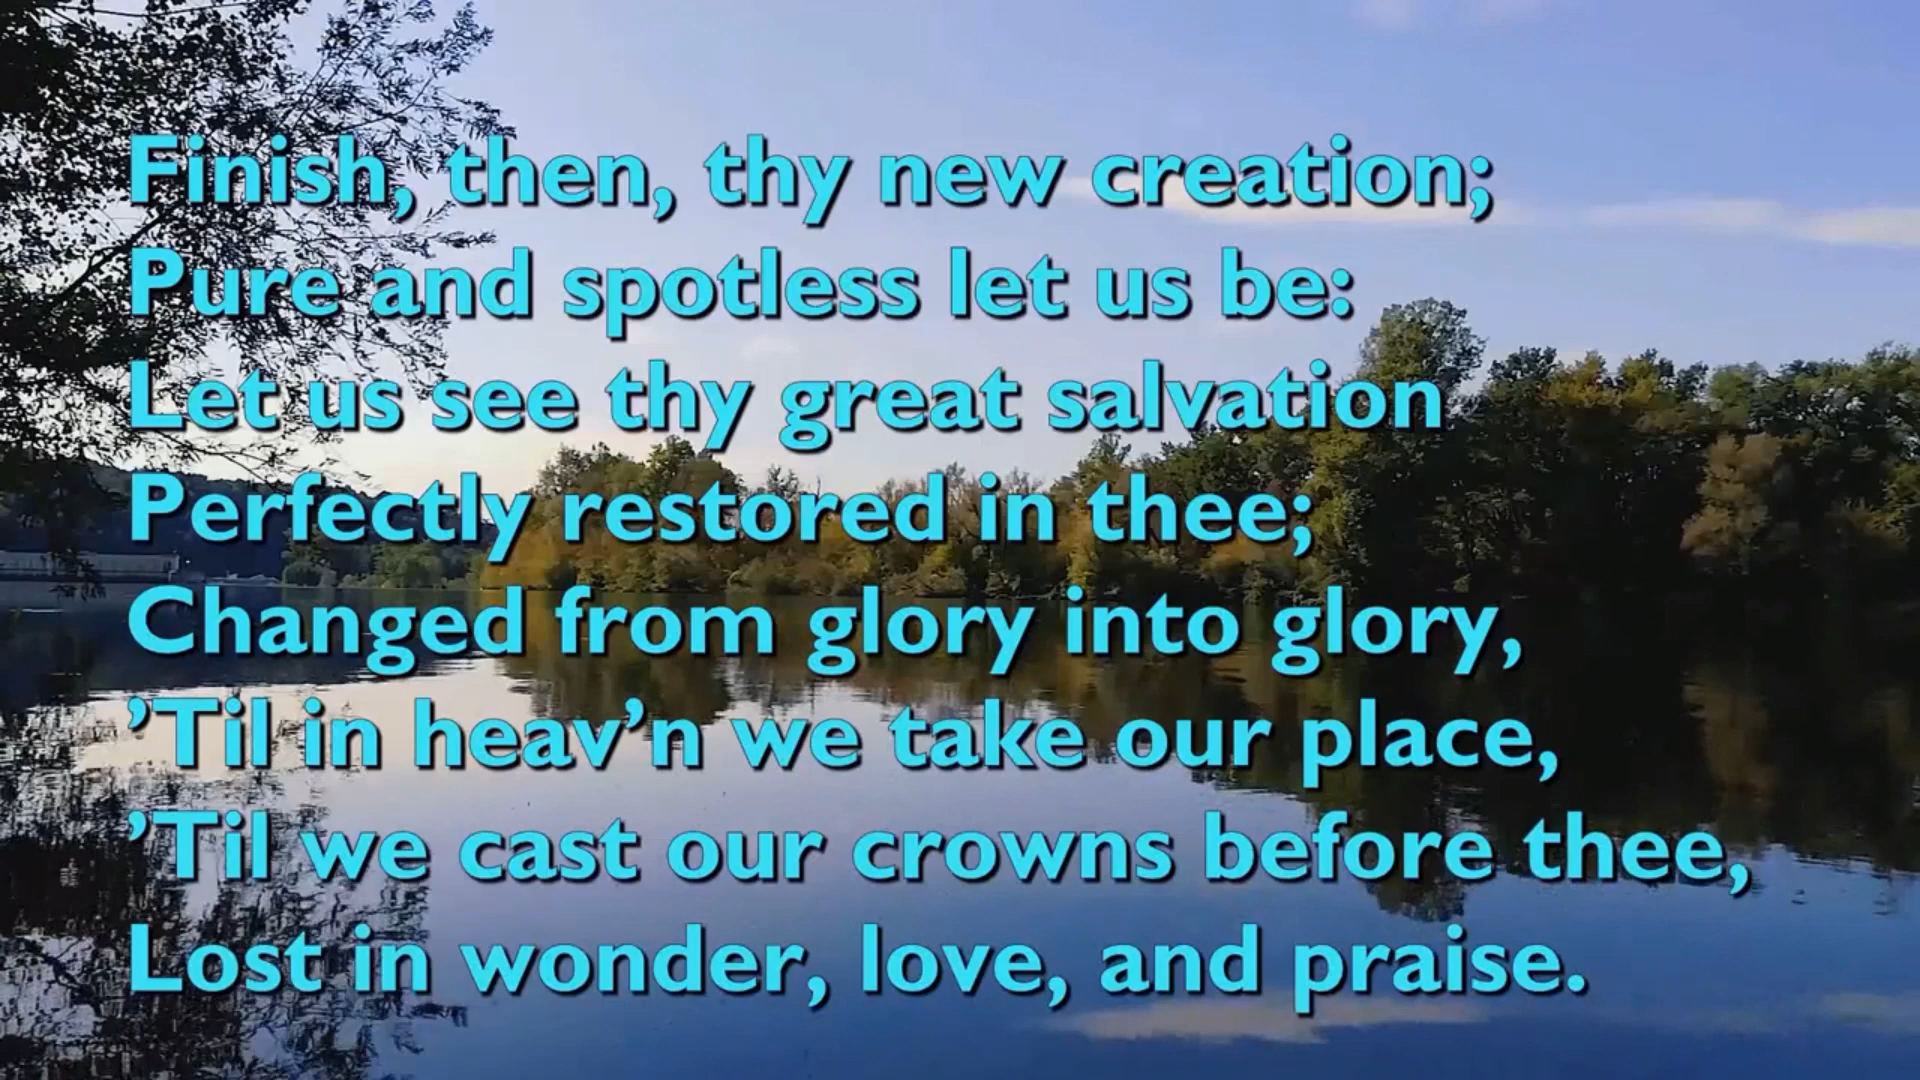 Finish, then, thy new creation;
Pure and spotless let us be:
Let us see thy great salvation
Perfectly restored in thee;
Changed from glory into glory,
’Til in heav’n we take our place,
’Til we cast our crowns before thee,
Lost in wonder, love, and praise.